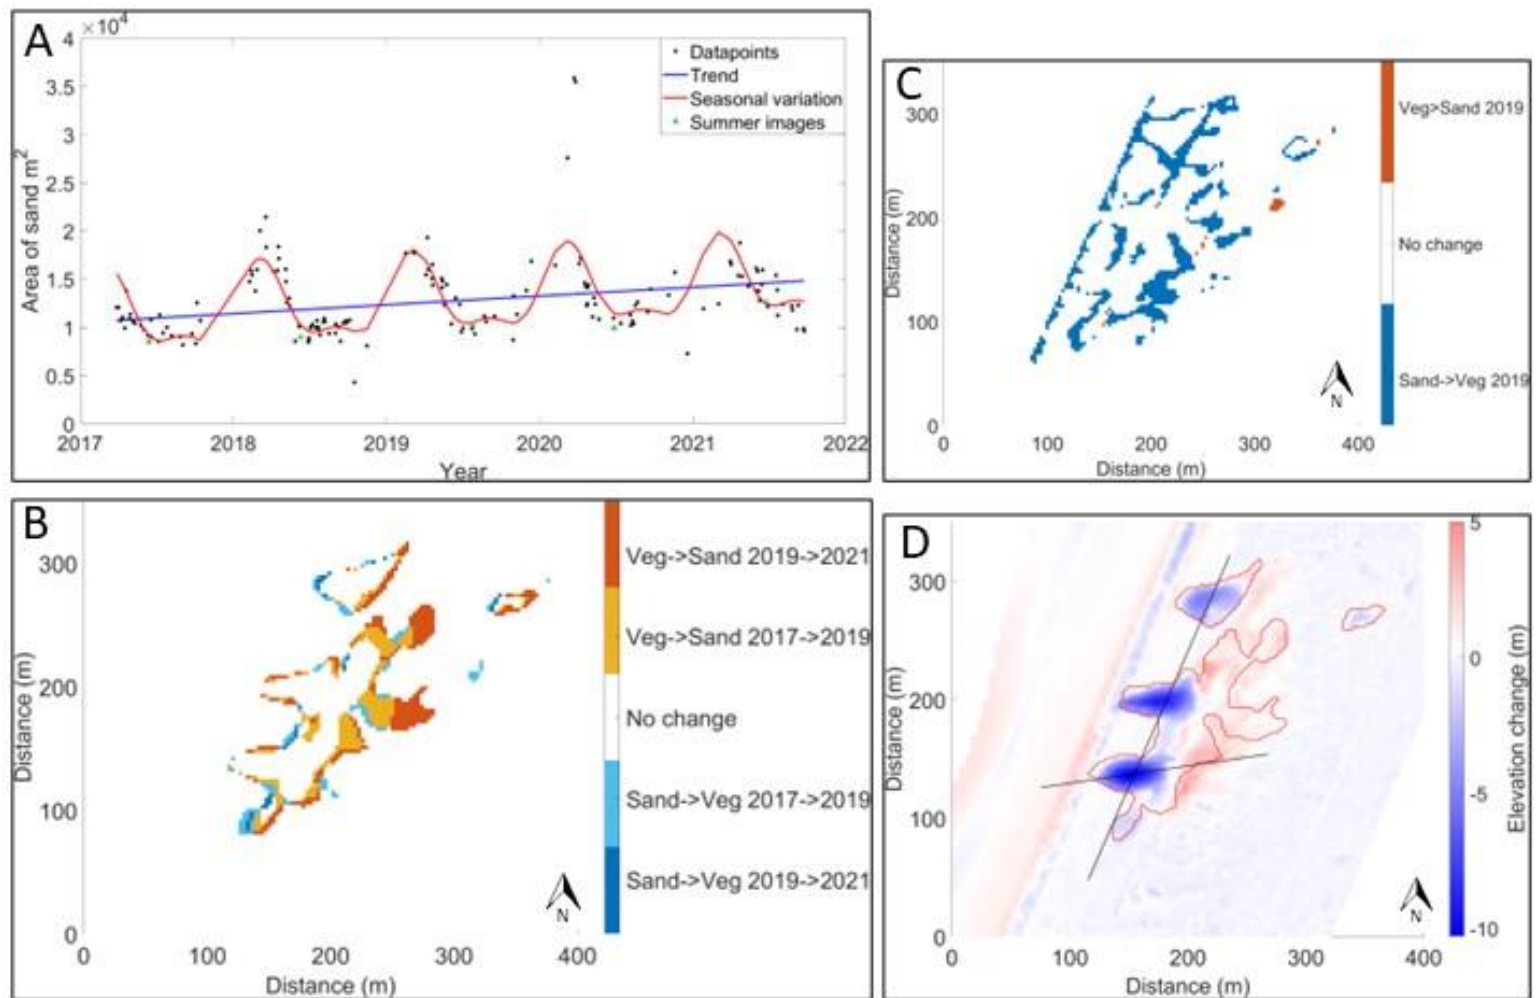 A
×10⁴
4
3.5
3
2.5
2
1.5
1
0.5
0
Area of sand m²
2017
2018
2019
2020
2021
2022
Year
Datapoints
Trend
Seasonal variation
Summer images
C
300
200
100
0
Distance (m)
0
100
200
300
400
Distance (m)
Veg>Sand 2019
No change
Sand->Veg 2019
N
B
300
200
100
0
Distance (m)
0
100
200
300
400
Distance (m)
Veg->Sand 2019->2021
Veg->Sand 2017->2019
No change
Sand->Veg 2017->2019
Sand->Veg 2019->2021
N
D
300
200
100
0
Distance (m)
0
100
200
300
400
Distance (m)
5
0
-5
-10
Elevation change (m)
N